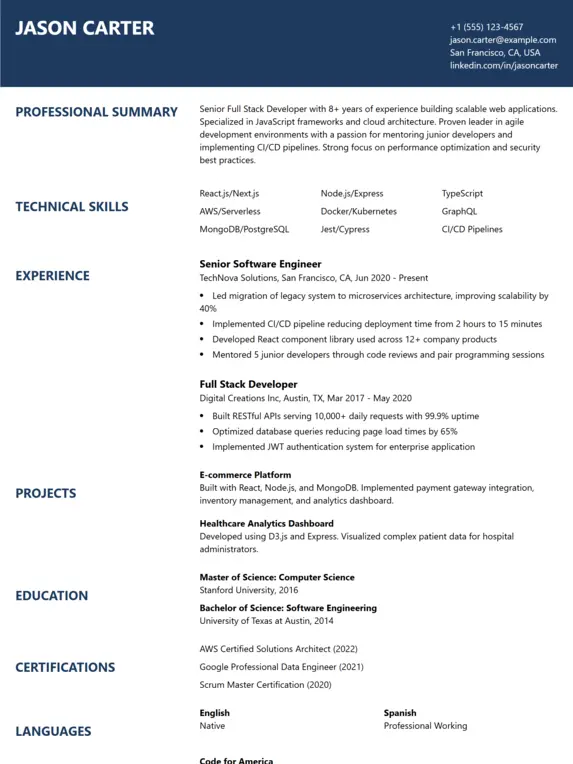 JASON CARTER
+1 (555) 123-4567
jason.carter@example.com
San Francisco, CA, USA
linkedin.com/in/jasoncarter
PROFESSIONAL SUMMARY
Senior Full Stack Developer with 8+ years of experience building scalable web applications.
Specialized in JavaScript frameworks and cloud architecture. Proven leader in agile
development environments with a passion for mentoring junior developers and
implementing CI/CD pipelines. Strong focus on performance optimization and security
best practices.
TECHNICAL SKILLS
React.js/Next.js Node.js/Express TypeScript
AWS/Serverless Docker/Kubernetes GraphQL
MongoDB/PostgreSQL Jest/Cypress CI/CD Pipelines
EXPERIENCE
Senior Software Engineer
TechNova Solutions, San Francisco, CA, Jun 2020 - Present
• Led migration of legacy system to microservices architecture, improving scalability by
40%
• Implemented CI/CD pipeline reducing deployment time from 2 hours to 15 minutes
• Developed React component library used across 12+ company products
• Mentored 5 junior developers through code reviews and pair programming sessions
Full Stack Developer
Digital Creations Inc, Austin, TX, Mar 2017 - May 2020
• Built RESTful APIs serving 10,000+ daily requests with 99.9% uptime
• Optimized database queries reducing page load times by 65%
• Implemented JWT authentication system for enterprise application
PROJECTS
E-commerce Platform
Built with React, Node.js, and MongoDB. Implemented payment gateway integration,
inventory management, and analytics dashboard.
Healthcare Analytics Dashboard
Developed using D3.js and Express. Visualized complex patient data for hospital
administrators.
EDUCATION
Master of Science: Computer Science
Stanford University, 2016
Bachelor of Science: Software Engineering
University of Texas at Austin, 2014
CERTIFICATIONS
AWS Certified Solutions Architect (2022)
Google Professional Data Engineer (2021)
Scrum Master Certification (2020)
LANGUAGES
English Spanish
Native Professional Working
Code for America